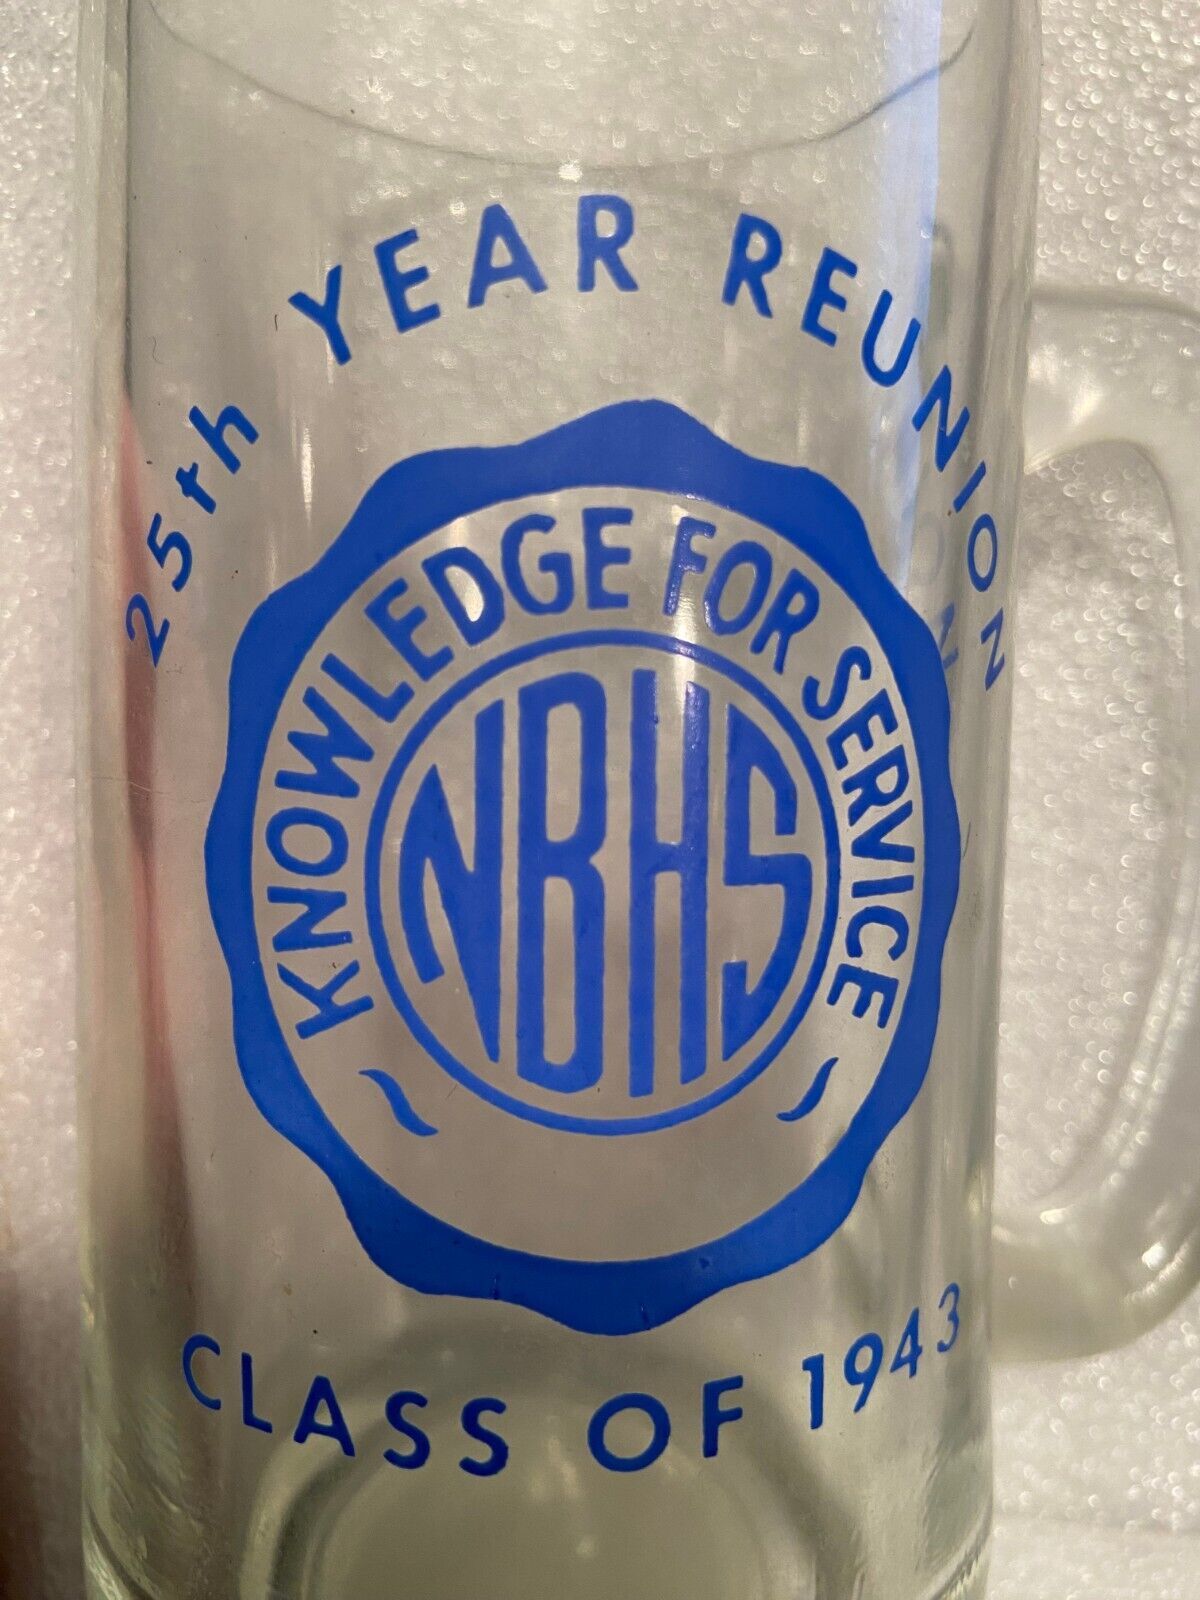 25th YEAR REUNION
KNOWLEDGE FOR SERVICE
NBHS
CLASS OF 1943